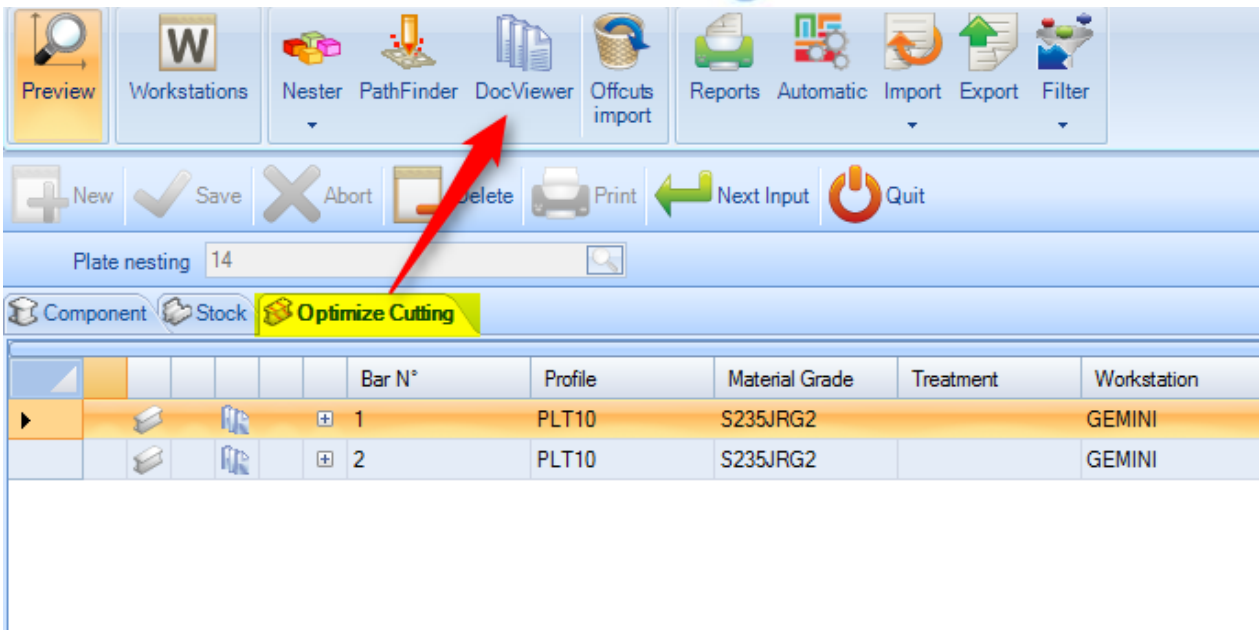 W
Preview Workstations Nester PathFinder DocViewer Offcuts import Reports Automatic Import Export Filter
New Save Abort Delete Print Next Input Quit
Plate nesting 14
Component Stock Optimize Cutting
Bar N° Profile Material Grade Treatment Workstation
1 PLT10 S235JRG2 GEMINI
2 PLT10 S235JRG2 GEMINI